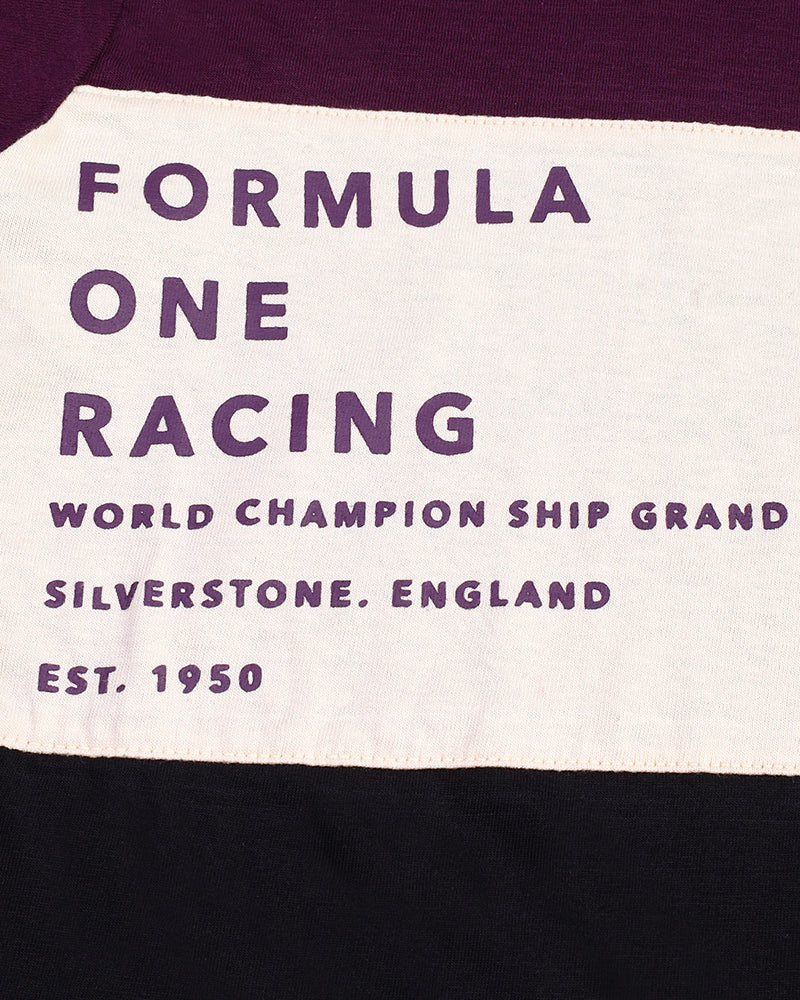 FORMULA
ONE
RACING
WORLD CHAMPION SHIP GRAND
SILVERSTONE. ENGLAND
EST. 1950